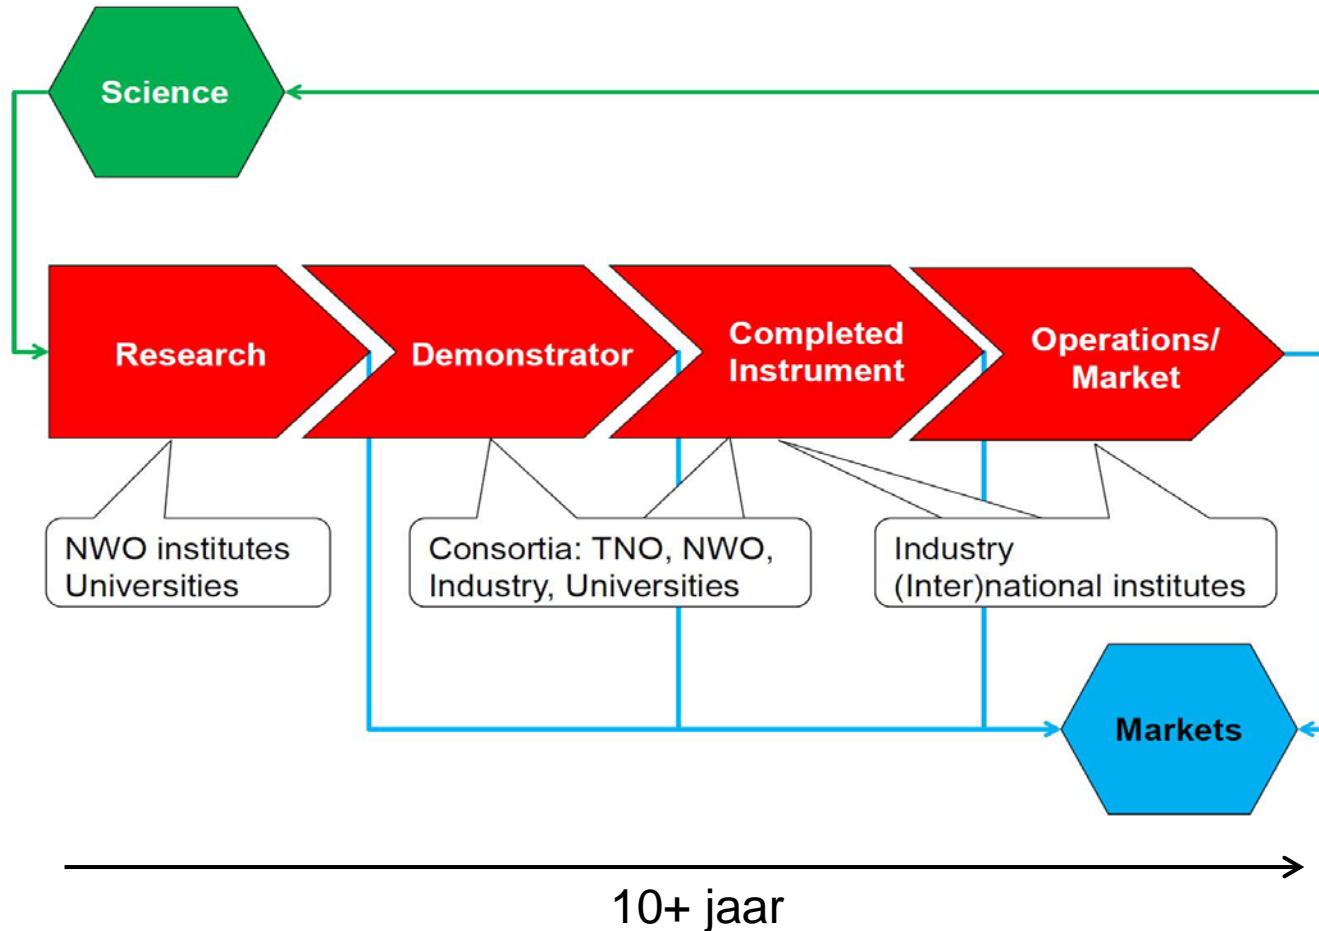 Science
Research
Demonstrator
Completed
Instrument
Operations/
Market
NWO institutes
Universities
Consortia: TNO, NWO,
Industry, Universities
Industry
(Inter)national institutes
Markets
10+ jaar